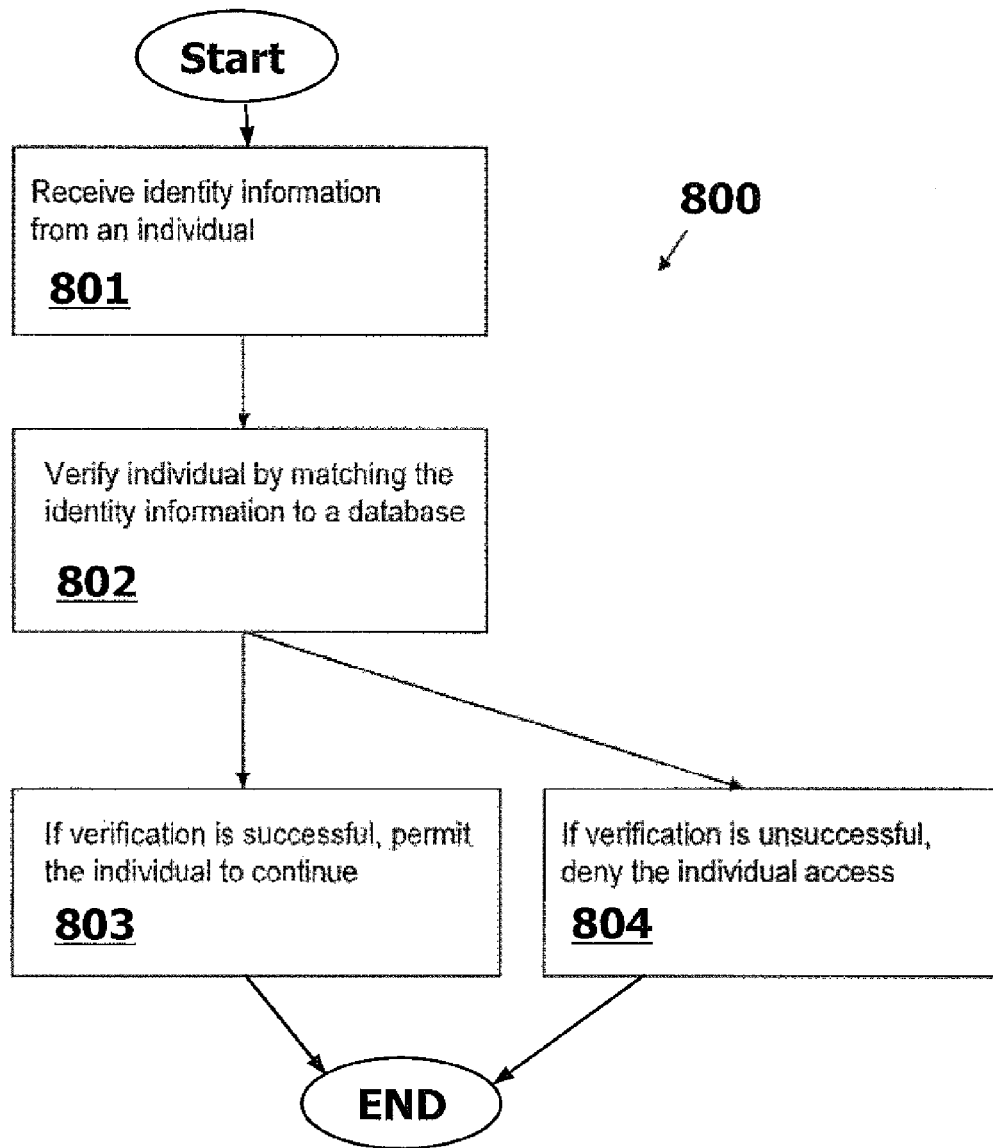 Start
Receive identity information
from an individual
801
800
Verify individual by matching the
identity information to a database
802
If verification is successful, permit
the individual to continue
803
If verification is unsuccessful,
deny the individual access
804
END